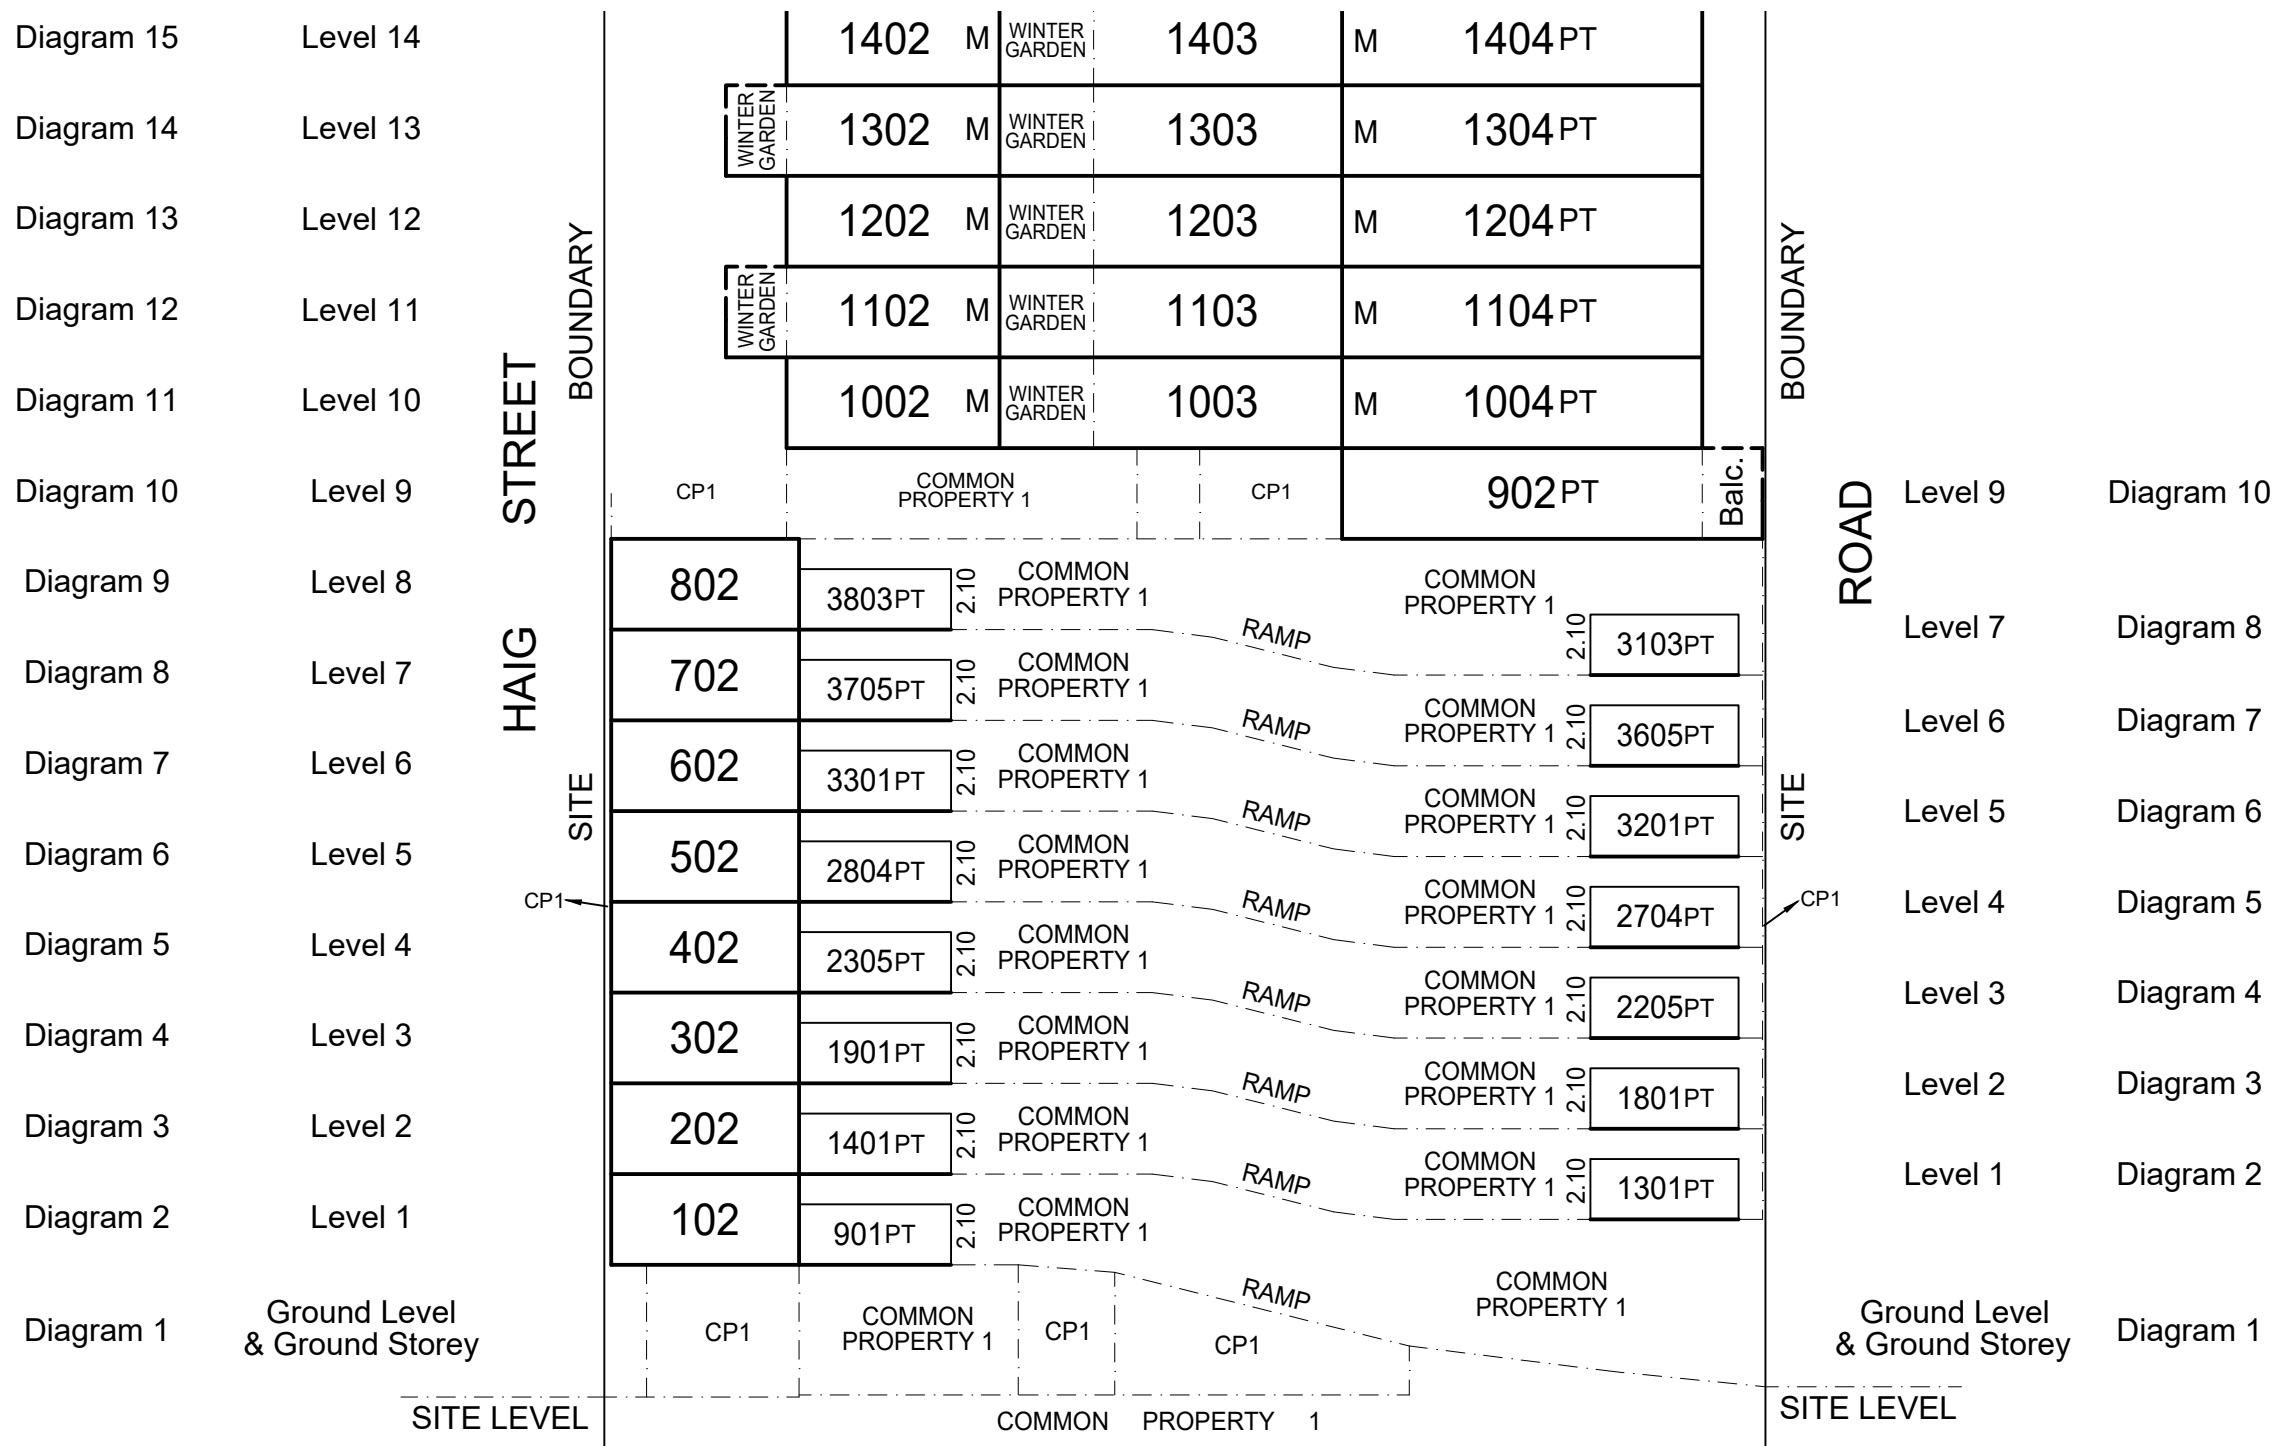 Diagram 15 Level 14 1402 M WINTER GARDEN 1403 M 1404 PT
Diagram 14 Level 13 WINTER GARDEN 1302 M WINTER GARDEN 1303 M 1304 PT
Diagram 13 Level 12 1202 M WINTER GARDEN 1203 M 1204 PT
Diagram 12 Level 11 WINTER GARDEN 1102 M WINTER GARDEN 1103 M 1104 PT
Diagram 11 Level 10 1002 M WINTER GARDEN 1003 M 1004 PT
HAIG STREET
SITE BOUNDARY
SITE BOUNDARY
ROAD
Diagram 10 Level 9 CP1 COMMON PROPERTY 1 CP1 902 PT Balc. Level 9 Diagram 10
Diagram 9 Level 8 802 3803PT 2.10 COMMON PROPERTY 1 COMMON PROPERTY 1
RAMP 2.10 3103PT Level 7 Diagram 8
Diagram 8 Level 7 702 3705PT 2.10 COMMON PROPERTY 1
RAMP COMMON PROPERTY 1 2.10 3605PT Level 6 Diagram 7
Diagram 7 Level 6 602 3301PT 2.10 COMMON PROPERTY 1
RAMP COMMON PROPERTY 1 2.10 3201PT Level 5 Diagram 6
Diagram 6 Level 5 502 2804PT 2.10 COMMON PROPERTY 1
CP1 RAMP COMMON PROPERTY 1 2.10 2704PT CP1 Level 4 Diagram 5
Diagram 5 Level 4 402 2305PT 2.10 COMMON PROPERTY 1
RAMP COMMON PROPERTY 1 2.10 2205PT Level 3 Diagram 4
Diagram 4 Level 3 302 1901PT 2.10 COMMON PROPERTY 1
RAMP COMMON PROPERTY 1 2.10 1801PT Level 2 Diagram 3
Diagram 3 Level 2 202 1401PT 2.10 COMMON PROPERTY 1
RAMP COMMON PROPERTY 1 2.10 1301PT Level 1 Diagram 2
Diagram 2 Level 1 102 901PT 2.10 COMMON PROPERTY 1
RAMP COMMON PROPERTY 1
Diagram 1 Ground Level & Ground Storey CP1 COMMON PROPERTY 1 CP1 CP1 Ground Level & Ground Storey Diagram 1
SITE LEVEL COMMON PROPERTY 1 SITE LEVEL